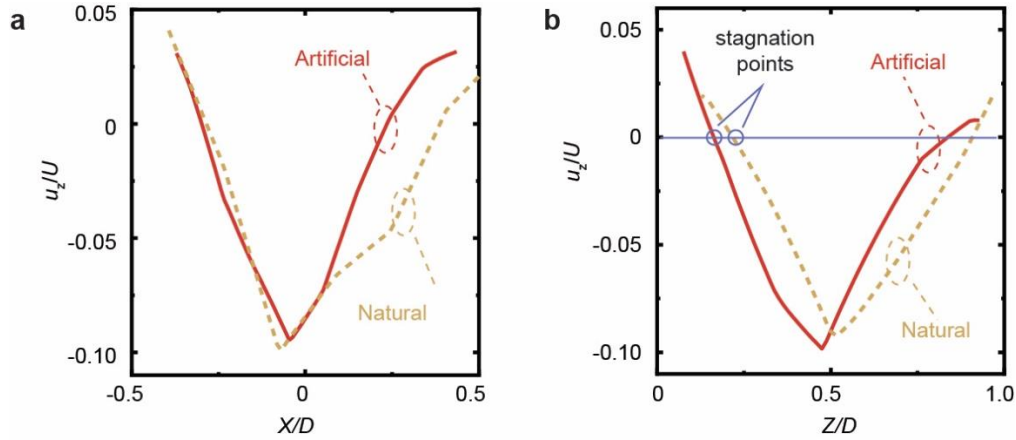 a
0.05
0
-0.05
-0.10
u_z/U
-0.5
0
0.5
X/D
Artificial
Natural
b
0.05
0
-0.05
-0.10
u_z/U
0
0.5
1.0
Z/D
stagnation
points
Artificial
Natural